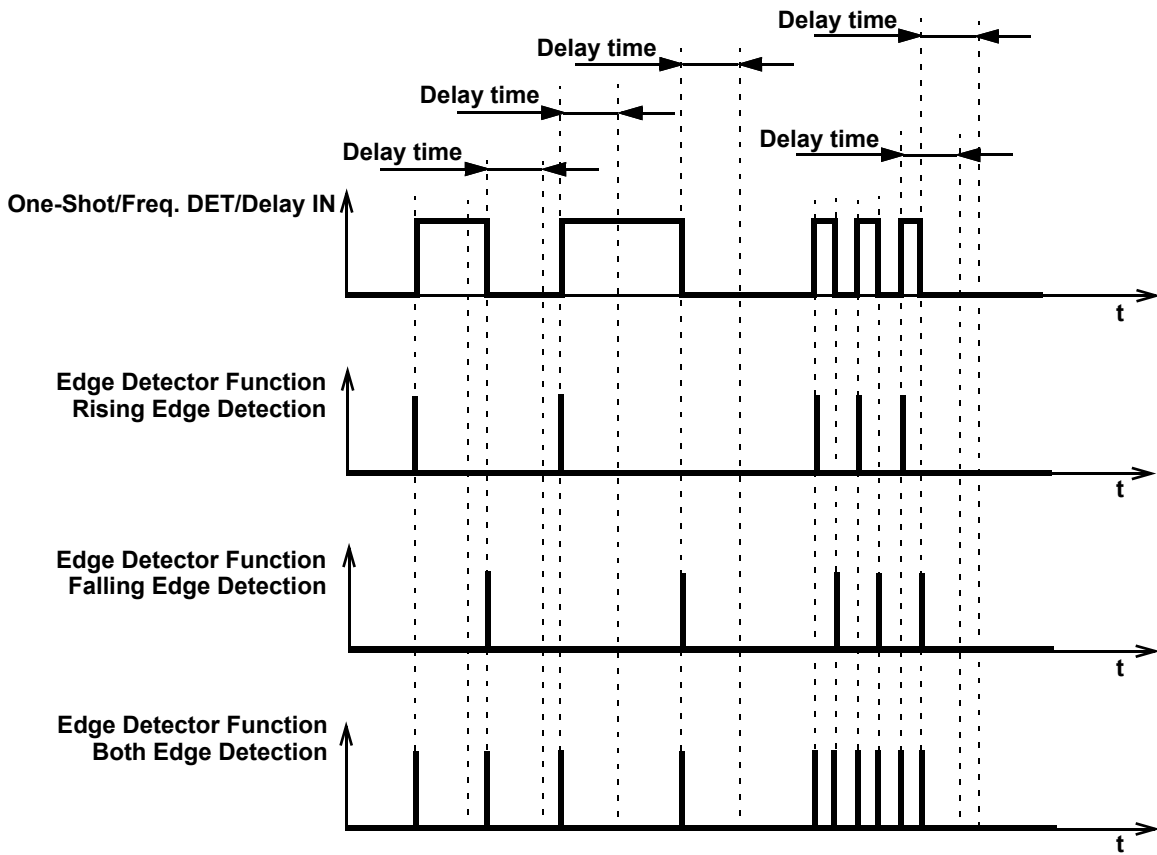 Delay time
Delay time
Delay time
Delay time
Delay time
One-Shot/Freq. DET/Delay IN
t
Edge Detector Function
Rising Edge Detection
t
Edge Detector Function
Falling Edge Detection
t
Edge Detector Function
Both Edge Detection
t